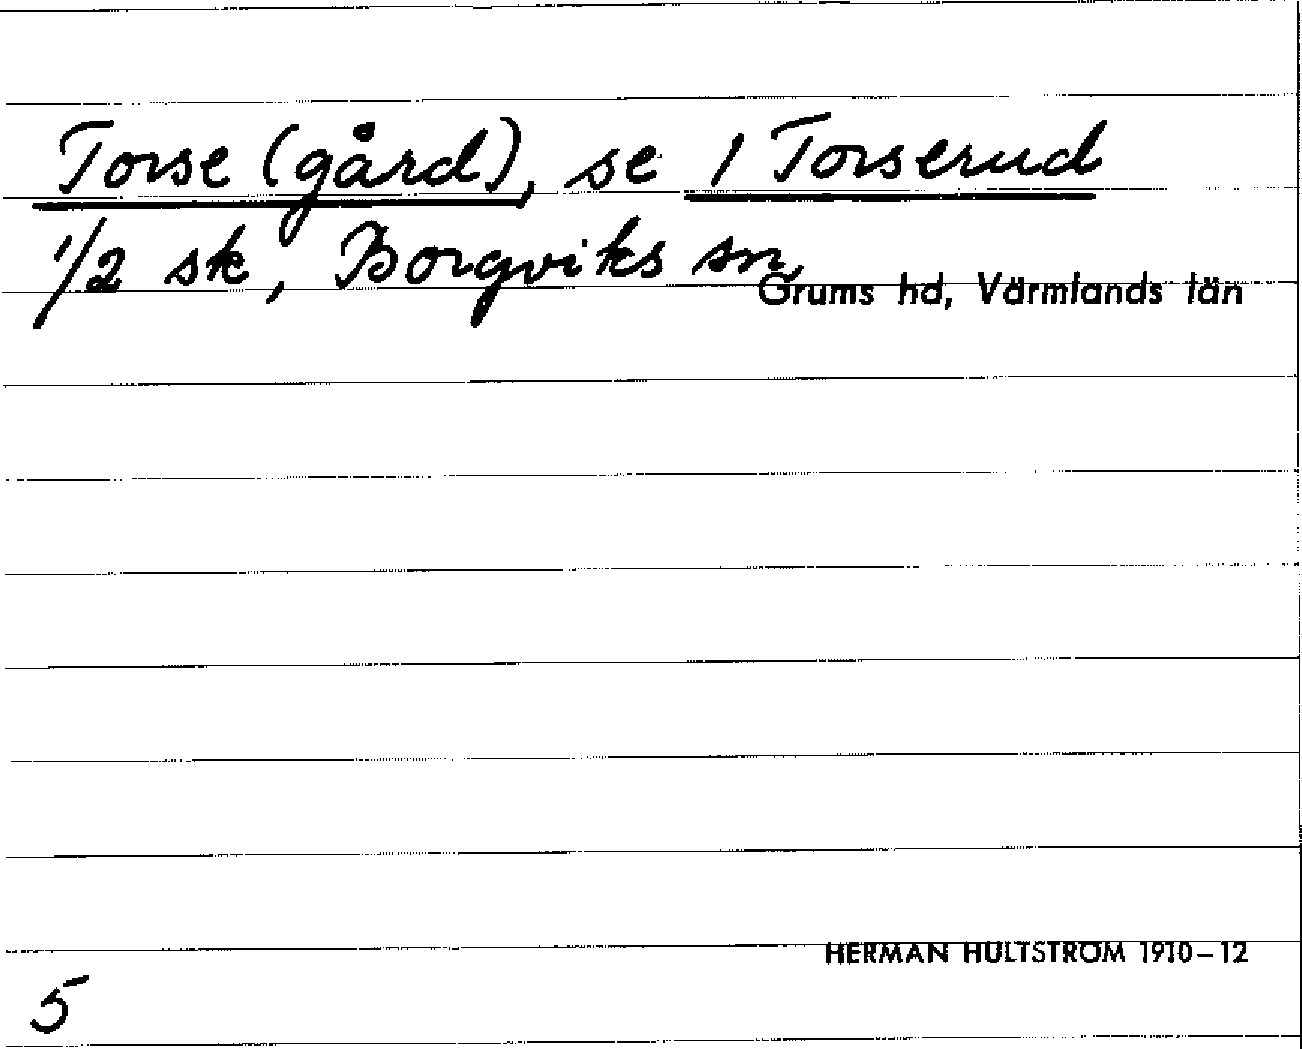 Torse (gård), se 1 Torserud
1/2 sk, Borgviks sn,
Grums hd, Värmlands län
HERMAN HULTSTRÖM 1910–12
5